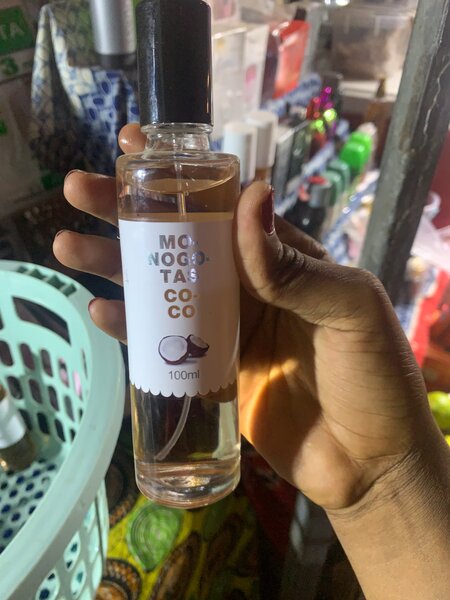 MO-
NOGO-
TAS
CO-
CO
100ml